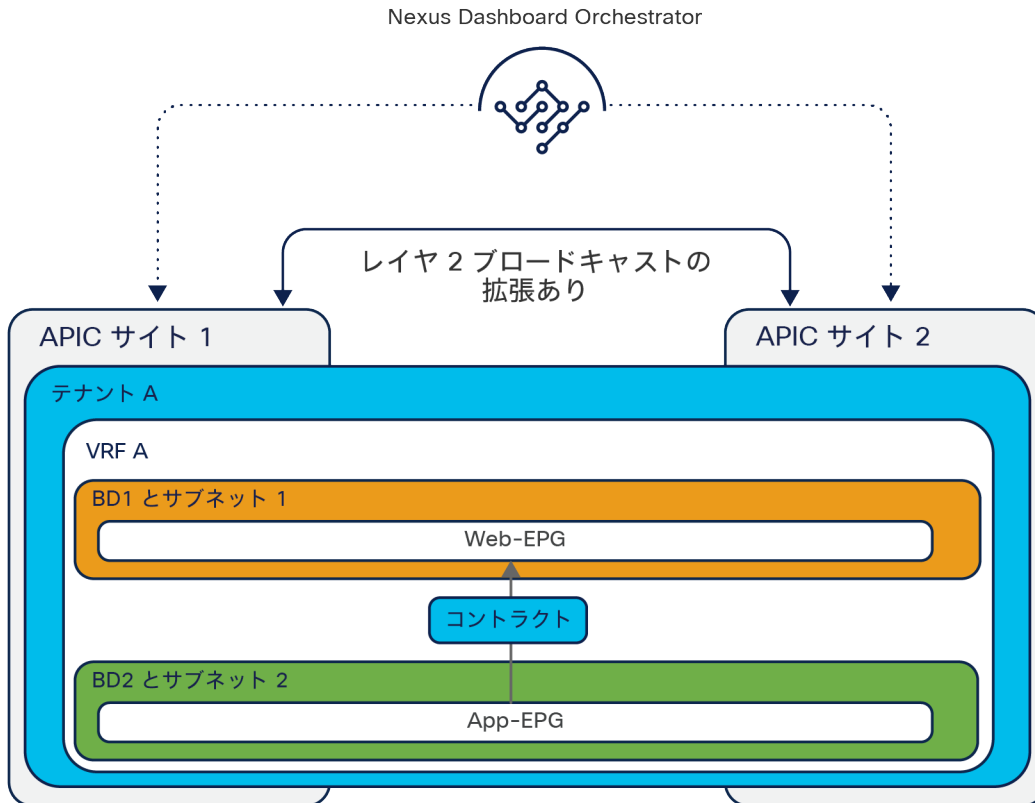 Nexus Dashboard Orchestrator
レイヤ 2 ブロードキャストの
拡張あり
APIC サイト 1
APIC サイト 2
テナント A
VRF A
BD1 とサブネット 1
Web-EPG
コントラクト
BD2 とサブネット 2
App-EPG